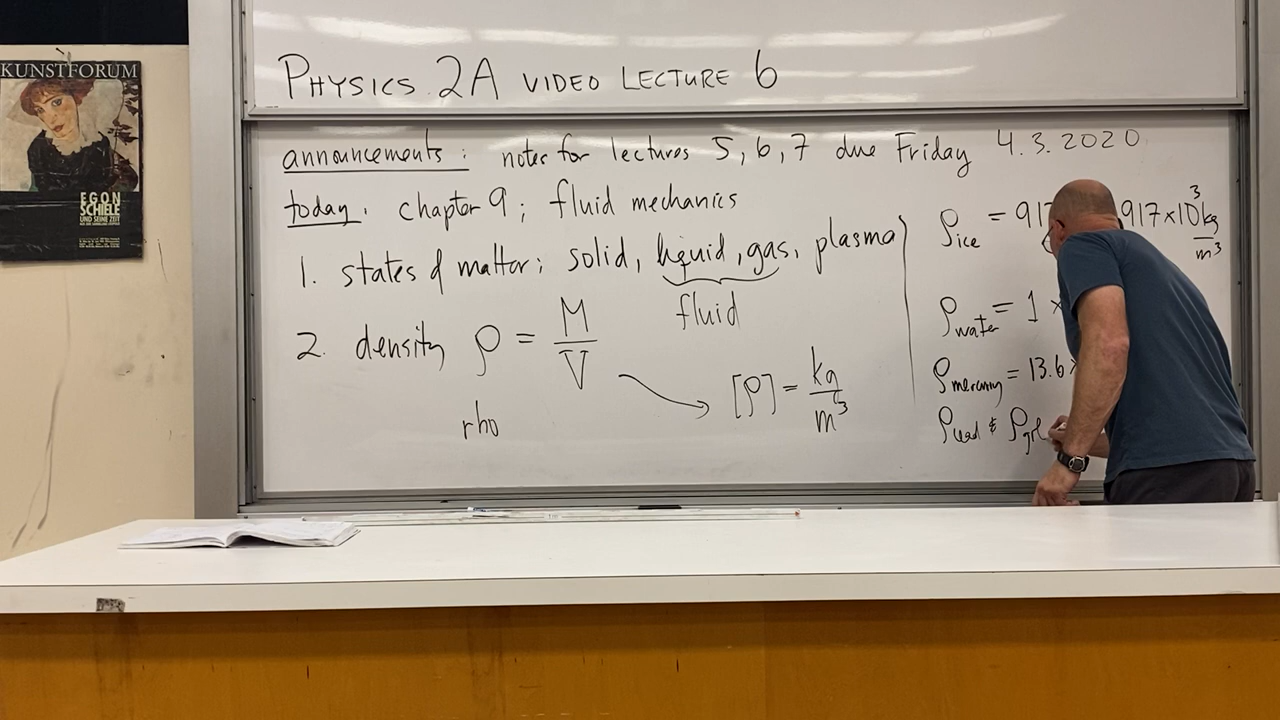 KUNSTFORUM
EGON
SCHIELE
UND SEINE ZEIT
PHYSICS 2A VIDEO LECTURE 6
announcements: notes for lectures 5, 6, 7 due Friday 4.3.2020
today. chapter 9; fluid mechanics
1. states of matter; solid, liquid, gas, plasma
fluid
2. density ρ = M/V
rho
[ρ] = kg/m³
ρice = 917 917×10³ kg/m³
ρwater = 1 ×
ρmercury = 13.6×
ρlead & ρgol